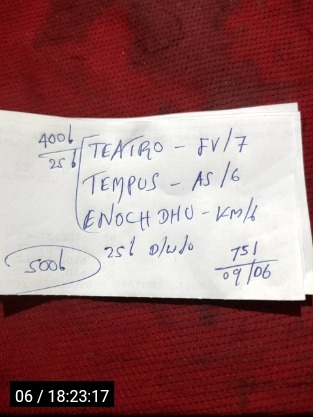 400b
25b
TEATRO - FV/7
TEMPUS - AS/6
ENOCH DHU - KM/6
25b D/W/O
500b
751
09/06
06 / 18:23:17